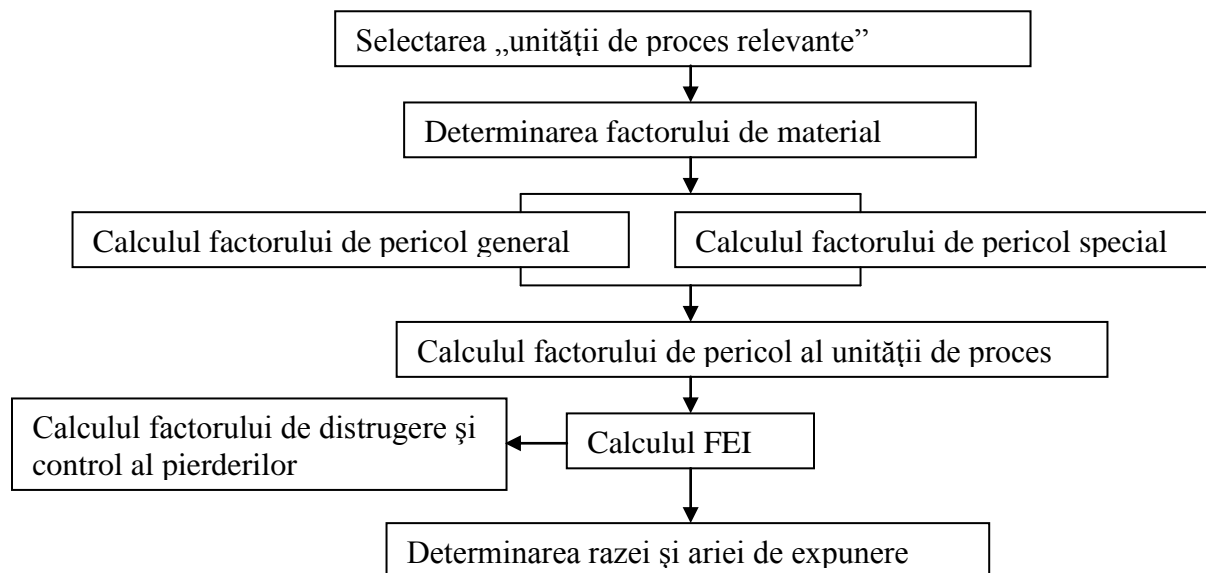 Selectarea „unităţii de proces relevante”
Determinarea factorului de material
Calculul factorului de pericol general
Calculul factorului de pericol special
Calculul factorului de pericol al unităţii de proces
Calculul factorului de distrugere şi
control al pierderilor
Calculul FEI
Determinarea razei şi ariei de expunere